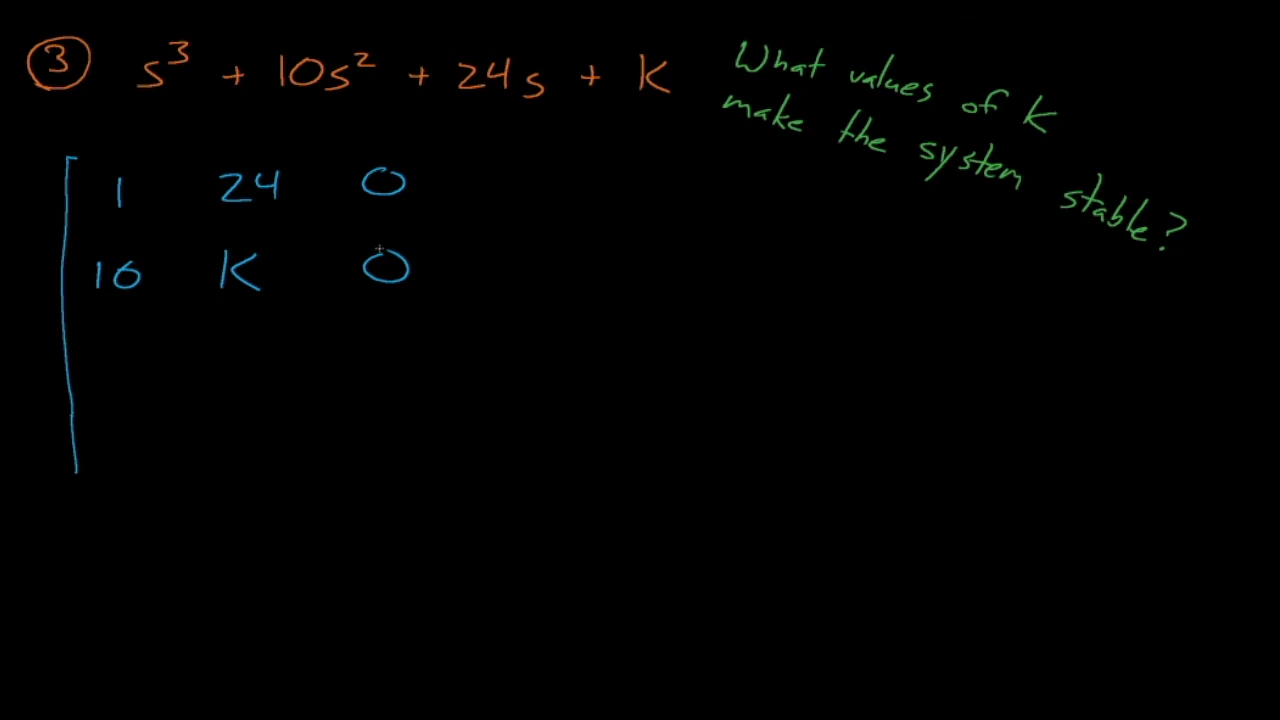 ③ s³ + 10s² + 24s + K
What values of K
make the system stable?
1 24 0
10 K 0